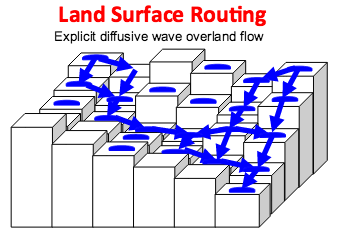 Land Surface Routing
Explicit diffusive wave overland flow